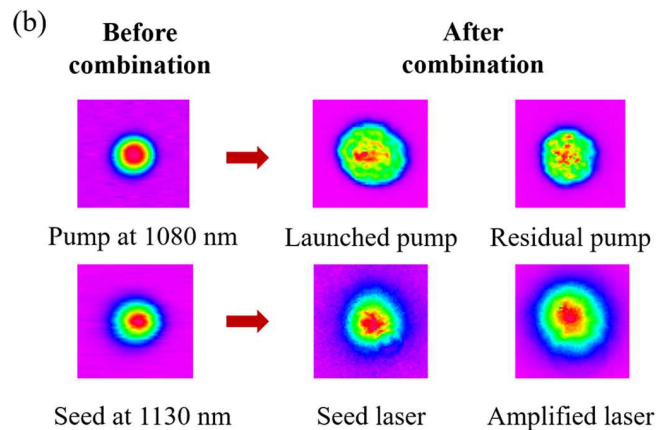 (b)
Before
combination
After
combination
Pump at 1080 nm
Launched pump
Residual pump
Seed at 1130 nm
Seed laser
Amplified laser